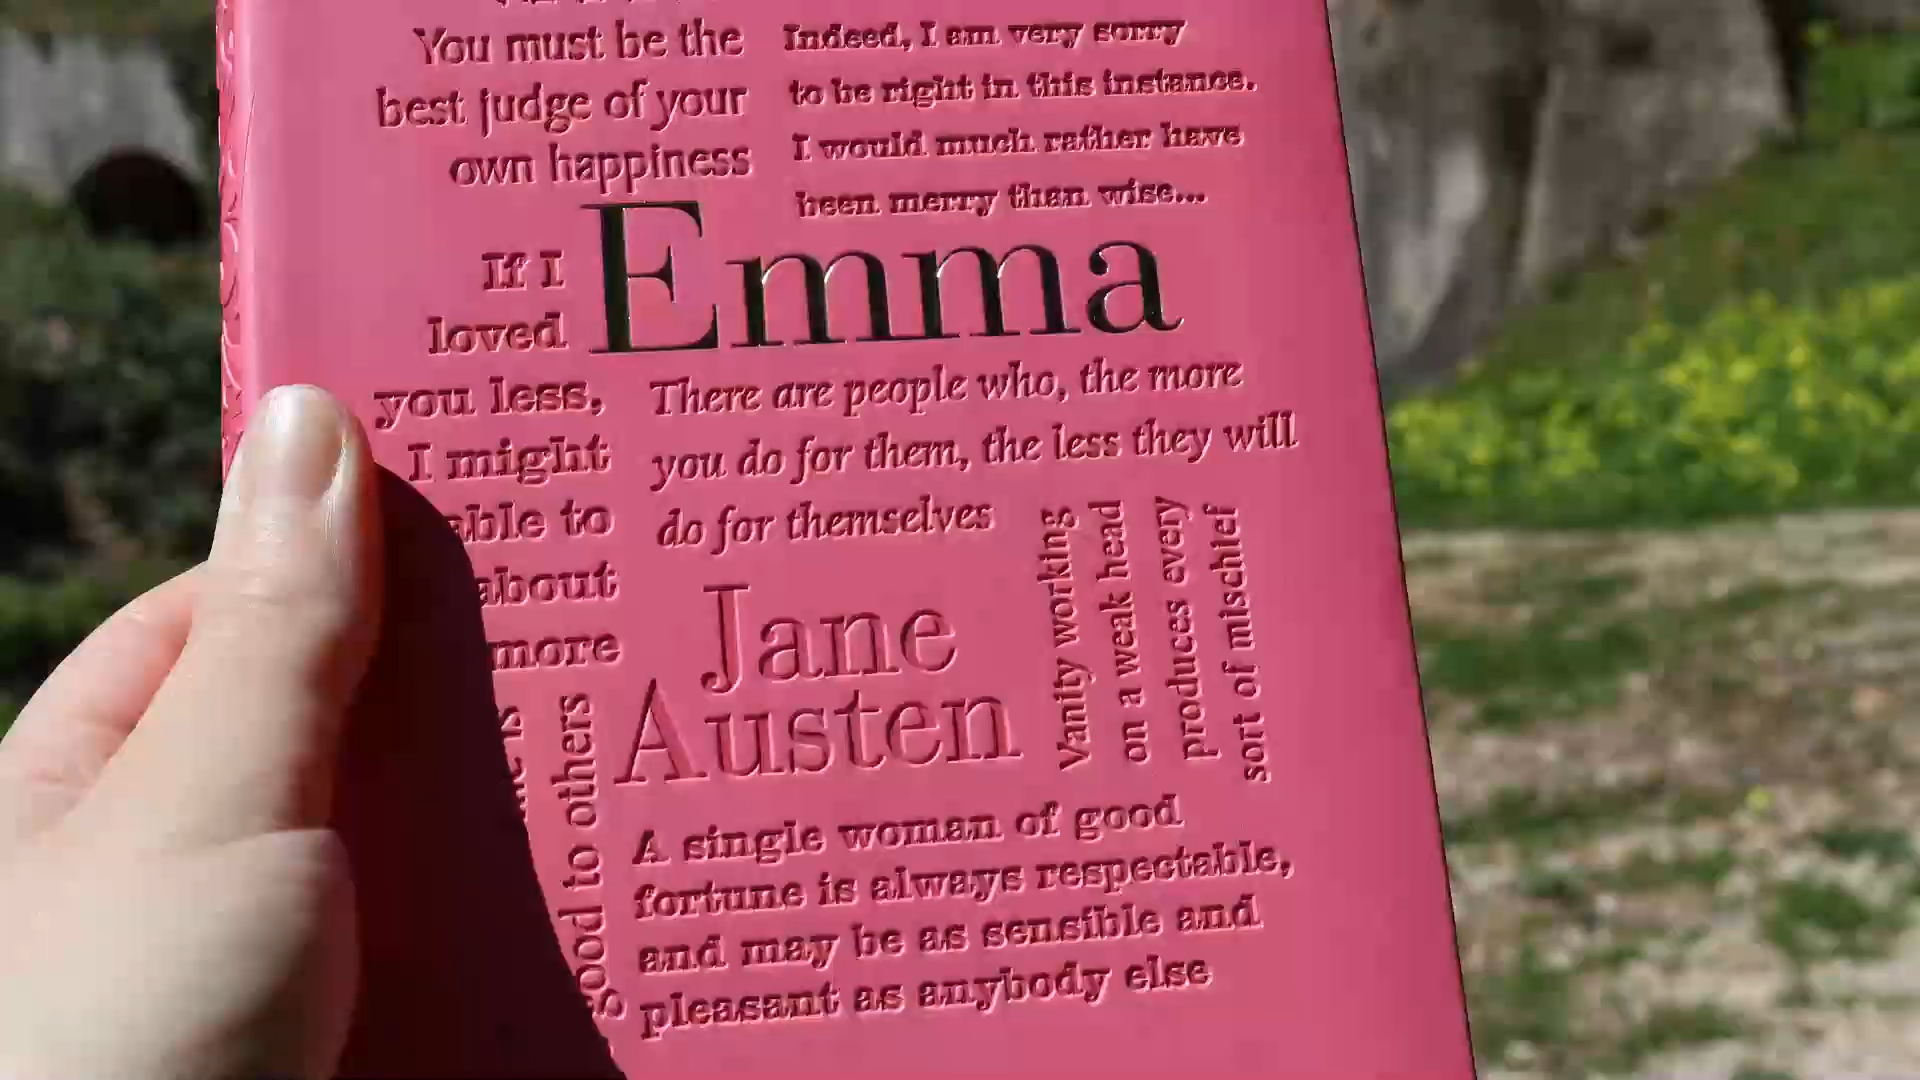 You must be the
best judge of your
own happiness
Indeed, I am very sorry
to be right in this instance.
I would much rather have
been merry than wise...
Emma
If I
loved
you less,
I might
able to
about
more
There are people who, the more
you do for them, the less they will
do for themselves
Jane
Austen
Vanity working
on a weak head
produces every
sort of mischief
good to others
A single woman of good
fortune is always respectable,
and may be as sensible and
pleasant as anybody else